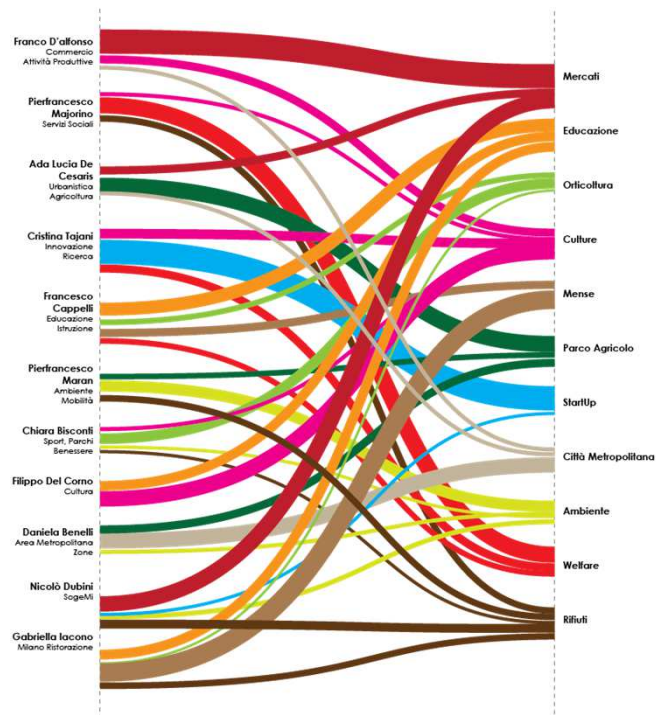 Franco D'alfonso
Commercio
Attività Produttive
Pierfrancesco
Majorino
Servizi Sociali
Ada Lucia De
Cesaris
Urbanistica
Agricoltura
Cristina Tajani
Innovazione
Ricerca
Francesco
Cappelli
Educazione
Istruzione
Pierfrancesco
Maran
Ambiente
Mobilità
Chiara Bisconti
Sport, Parchi
Benessere
Filippo Del Corno
Cultura
Daniela Benelli
Area Metropolitana
Zone
Nicolò Dubini
SogeMi
Gabriella Iacono
Milano Ristorazione
Mercati
Educazione
Orticoltura
Culture
Mense
Parco Agricolo
StartUp
Città Metropolitana
Ambiente
Welfare
Rifiuti